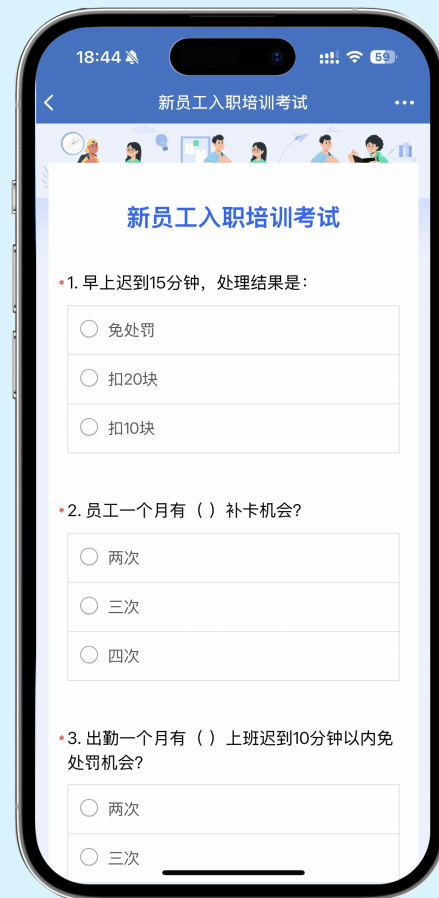 18:44
59
新员工入职培训考试
新员工入职培训考试
*1. 早上迟到15分钟，处理结果是：
免处罚
扣20块
扣10块
*2. 员工一个月有（ ）补卡机会?
两次
三次
四次
*3. 出勤一个月有（ ）上班迟到10分钟以内免
处罚机会?
两次
三次